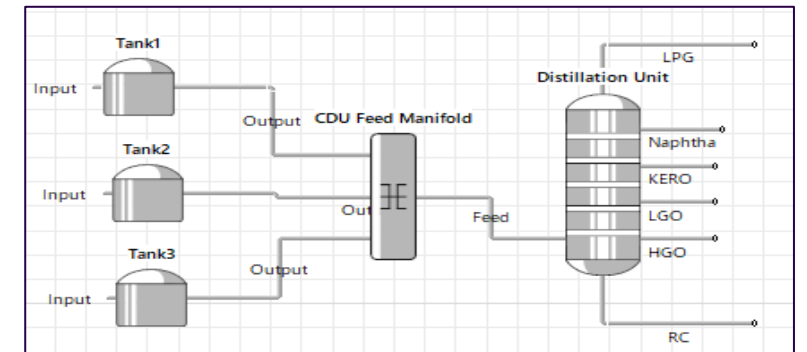 Tank1
LPG
Distillation Unit
Input
Output
CDU Feed Manifold
Naphtha
Tank2
KERO
Input
Out
Feed
LGO
HGO
Tank3
Output
Input
RC